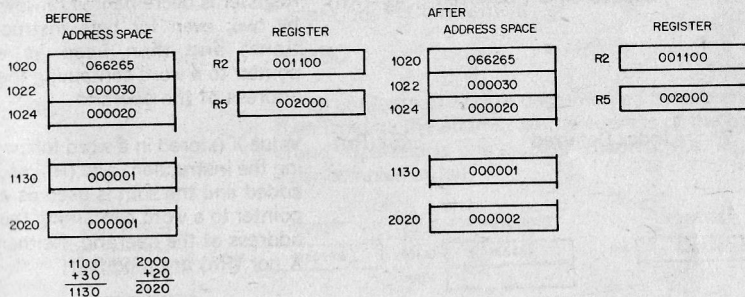 BEFORE
ADDRESS SPACE
REGISTER
1020 066265
R2 001100
1022 000030
1024 000020
R5 002000
1130 000001
2020 000001
1100 2000
+30 +20
1130 2020
AFTER
ADDRESS SPACE
REGISTER
1020 066265
R2 001100
1022 000030
1024 000020
R5 002000
1130 000001
2020 000002